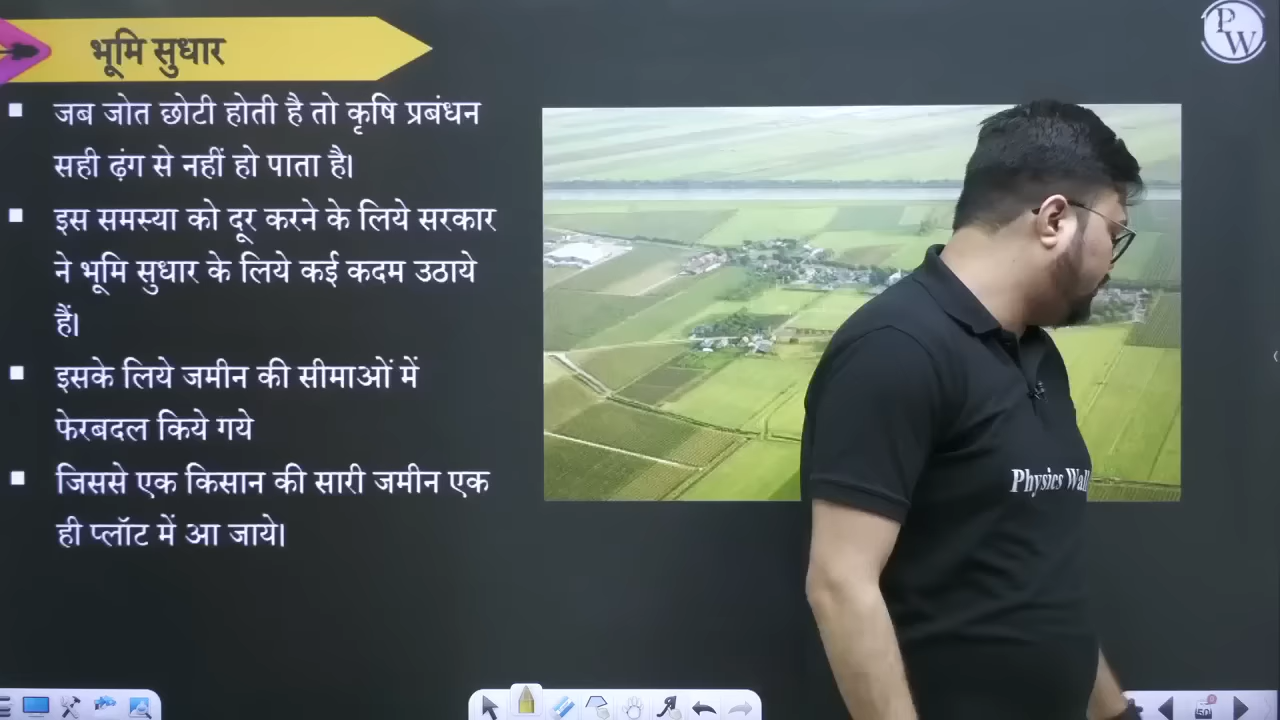 भूमि सुधार
जब जोत छोटी होती है तो कृषि प्रबंधन
सही ढ़ंग से नहीं हो पाता है।
इस समस्या को दूर करने के लिये सरकार
ने भूमि सुधार के लिये कई कदम उठाये
हैं।
इसके लिये जमीन की सीमाओं में
फेरबदल किये गये
जिससे एक किसान की सारी जमीन एक
ही प्लॉट में आ जाये।
PW
Physics Wal